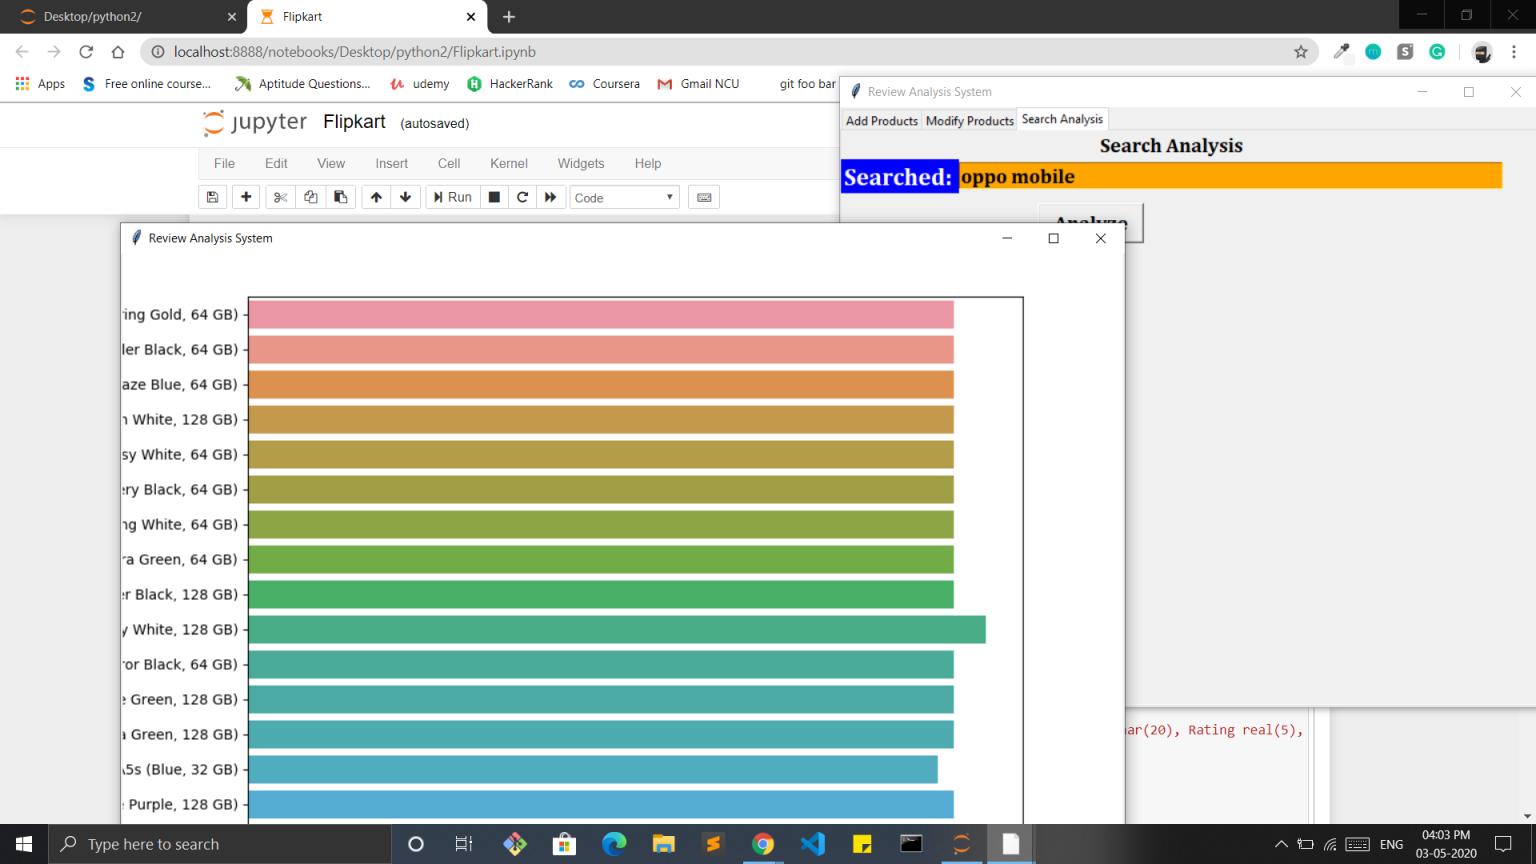 Desktop/python2/
Flipkart
localhost:8888/notebooks/Desktop/python2/Flipkart.ipynb
Apps
Free online course...
Aptitude Questions...
udemy
HackerRank
Coursera
Gmail NCU
git foo bar
jupyter Flipkart (autosaved)
File Edit View Insert Cell Kernel Widgets Help
Run
Code
Review Analysis System
Add Products Modify Products Search Analysis
Search Analysis
Searched: oppo mobile
Analyze
Review Analysis System
ring Gold, 64 GB)
ler Black, 64 GB)
aze Blue, 64 GB)
White, 128 GB)
sy White, 64 GB)
ery Black, 64 GB)
ng White, 64 GB)
ra Green, 64 GB)
r Black, 128 GB)
y White, 128 GB)
ror Black, 64 GB)
e Green, 128 GB)
a Green, 128 GB)
A5s (Blue, 32 GB)
Purple, 128 GB)
ar(20), Rating real(5),
Type here to search
ENG
04:03 PM
03-05-2020